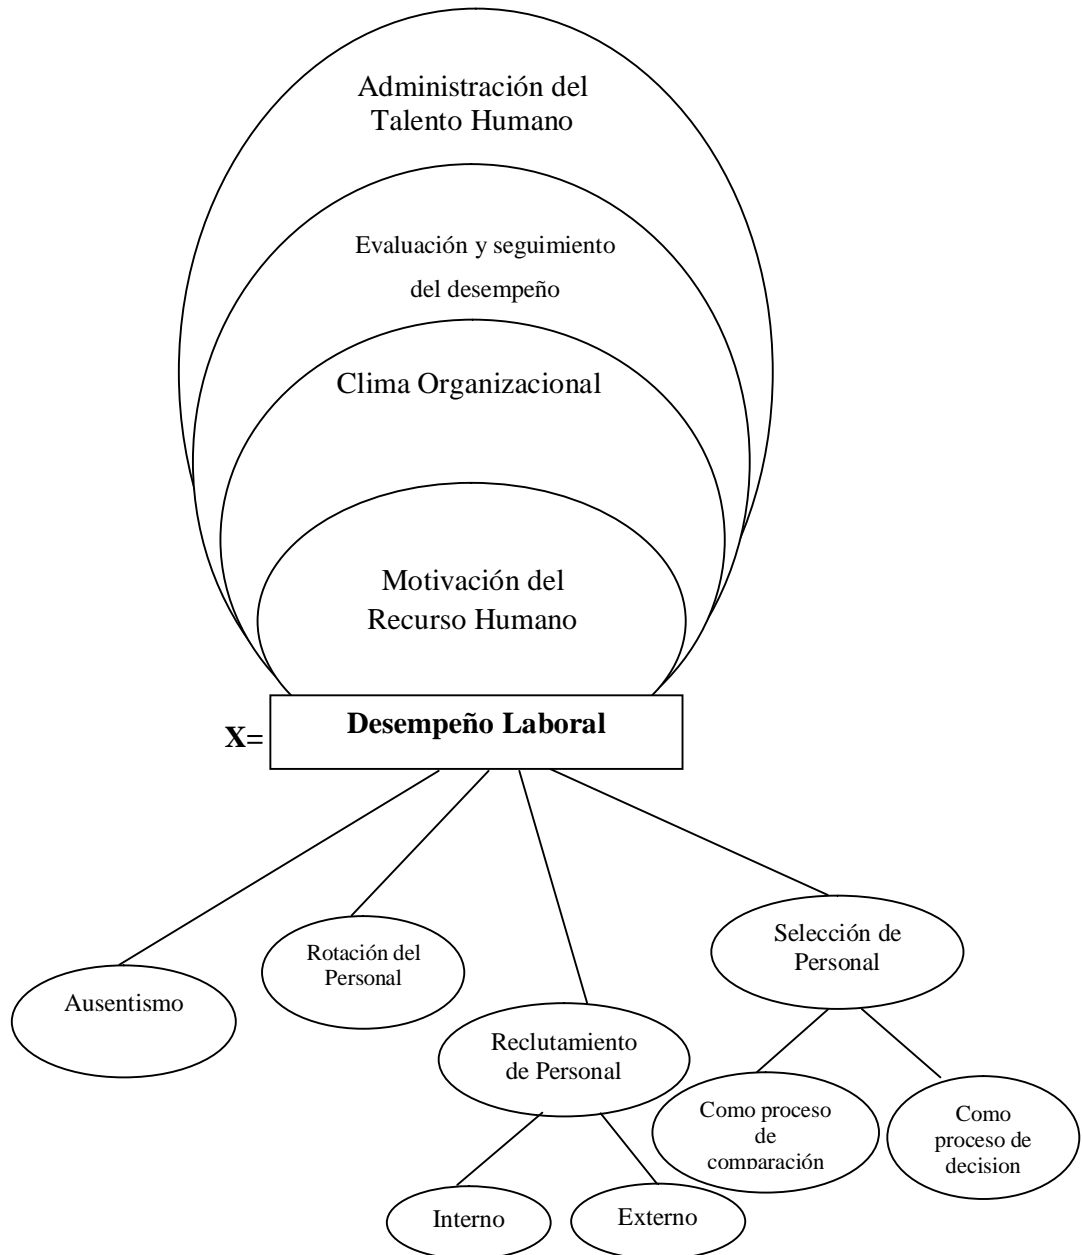 Administración del
Talento Humano
Evaluación y seguimiento
del desempeño
Clima Organizacional
Motivación del
Recurso Humano
X=
Desempeño Laboral
Ausentismo
Rotación del
Personal
Reclutamiento
de Personal
Interno
Externo
Selección de
Personal
Como proceso
de
comparación
Como
proceso de
decision